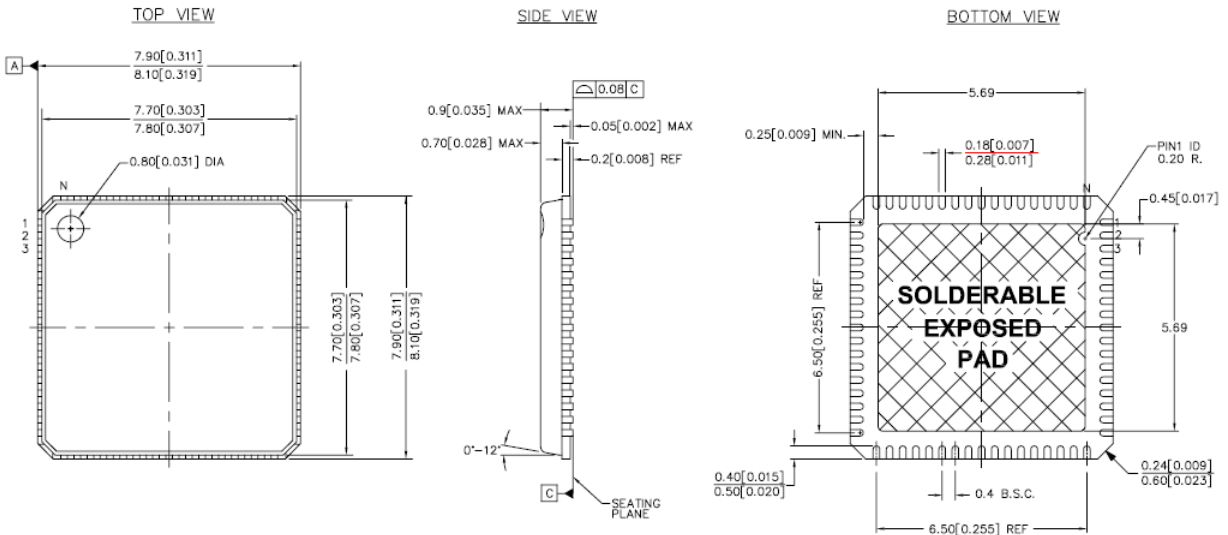 TOP VIEW
7.90[0.311]
8.10[0.319]
A
7.70[0.303]
7.80[0.307]
0.80[0.031] DIA
N
1
2
3
7.70[0.303]
7.80[0.307]
7.90[0.311]
8.10[0.319]
SIDE VIEW
0.08 C
0.9[0.035] MAX
0.05[0.002] MAX
0.70[0.028] MAX
0.2[0.008] REF
0°-12°
C
SEATING
PLANE
BOTTOM VIEW
5.69
0.25[0.009] MIN.
0.18[0.007]
0.28[0.011]
PIN1 ID
0.20 R.
N
0.45[0.017]
1
2
3
6.50[0.255] REF
SOLDERABLE
EXPOSED
PAD
5.69
0.40[0.015]
0.50[0.020]
0.4 B.S.C.
0.24[0.009]
0.60[0.023]
6.50[0.255] REF